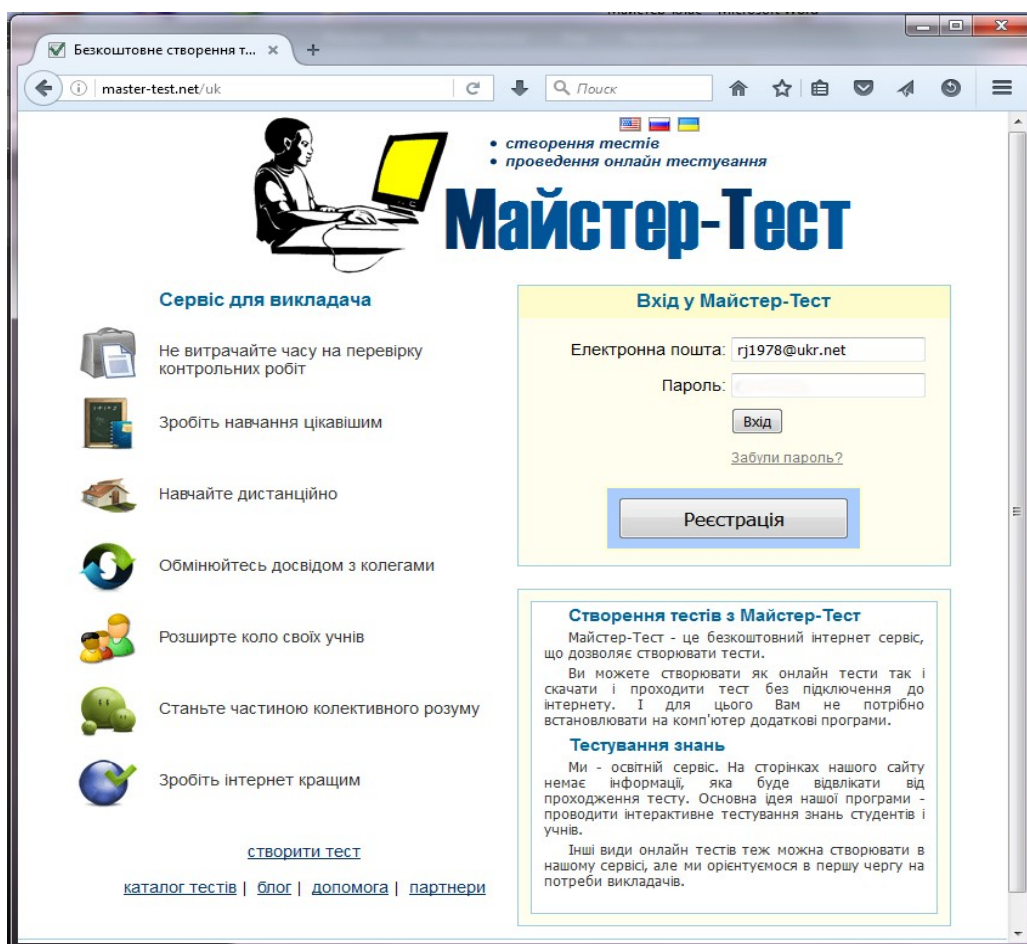 Безкоштовне створення т...
master-test.net/uk
Поиск
створення тестів
проведення онлайн тестування
Майстер-Тест
Сервіс для викладача
Не витрачайте часу на перевірку
контрольних робіт
Зробіть навчання цікавішим
Навчайте дистанційно
Обмінюйтесь досвідом з колегами
Розширте коло своїх учнів
Станьте частиною колективного розуму
Зробіть інтернет кращим
створити тест
каталог тестів | блог | допомога | партнери
Вхід у Майстер-Тест
Електронна пошта: rj1978@ukr.net
Пароль:
Вхід
Забули пароль?
Реєстрація
Створення тестів з Майстер-Тест
Майстер-Тест - це безкоштовний інтернет сервіс,
що дозволяє створювати тести.
Ви можете створювати як онлайн тести так і
скачати і проходити тест без підключення до
інтернету. І для цього Вам не потрібно
встановлювати на комп'ютер додаткові програми.
Тестування знань
Ми - освітній сервіс. На сторінках нашого сайту
немає інформації, яка буде відвлікати від
проходження тесту. Основна ідея нашої програми -
проводити інтерактивне тестування знань студентів і
учнів.
Інші види онлайн тестів теж можна створювати в
нашому сервісі, але ми орієнтуємося в першу чергу на
потреби викладачів.